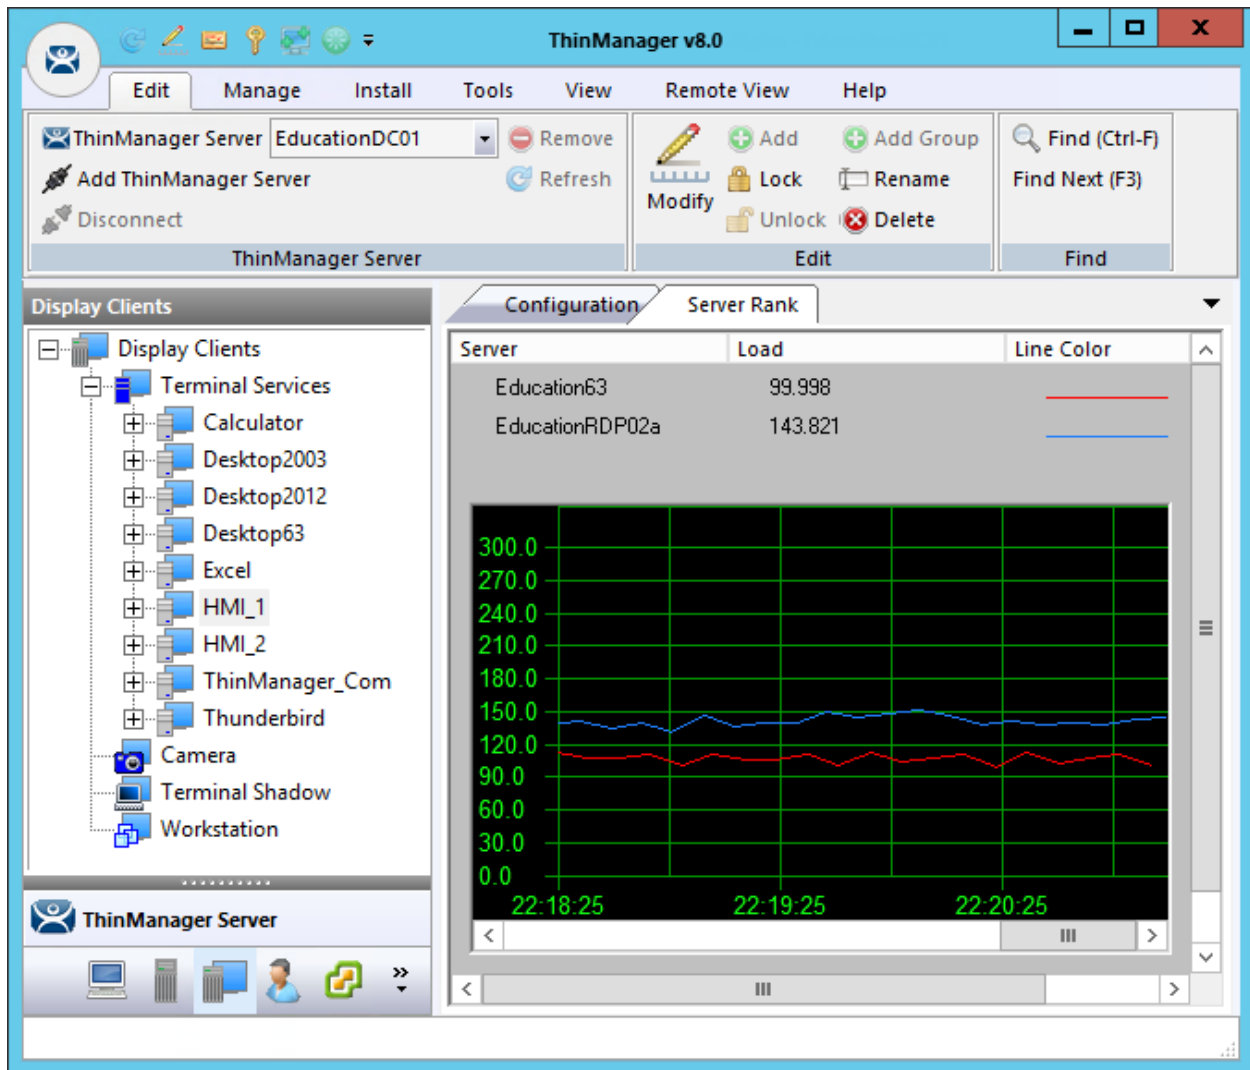 ThinManager v8.0
Edit Manage Install Tools View Remote View Help
ThinManager Server EducationDC01 Remove
Add ThinManager Server Refresh
Disconnect
ThinManager Server
Modify
Add Add Group
Lock Rename
Unlock Delete
Edit
Find (Ctrl-F)
Find Next (F3)
Find
Display Clients
Display Clients
Terminal Services
Calculator
Desktop2003
Desktop2012
Desktop63
Excel
HMI_1
HMI_2
ThinManager_Com
Thunderbird
Camera
Terminal Shadow
Workstation
ThinManager Server
Configuration Server Rank
Server Load Line Color
Education63 99.998
EducationRDP02a 143.821
300.0
270.0
240.0
210.0
180.0
150.0
120.0
90.0
60.0
30.0
0.0
22:18:25 22:19:25 22:20:25